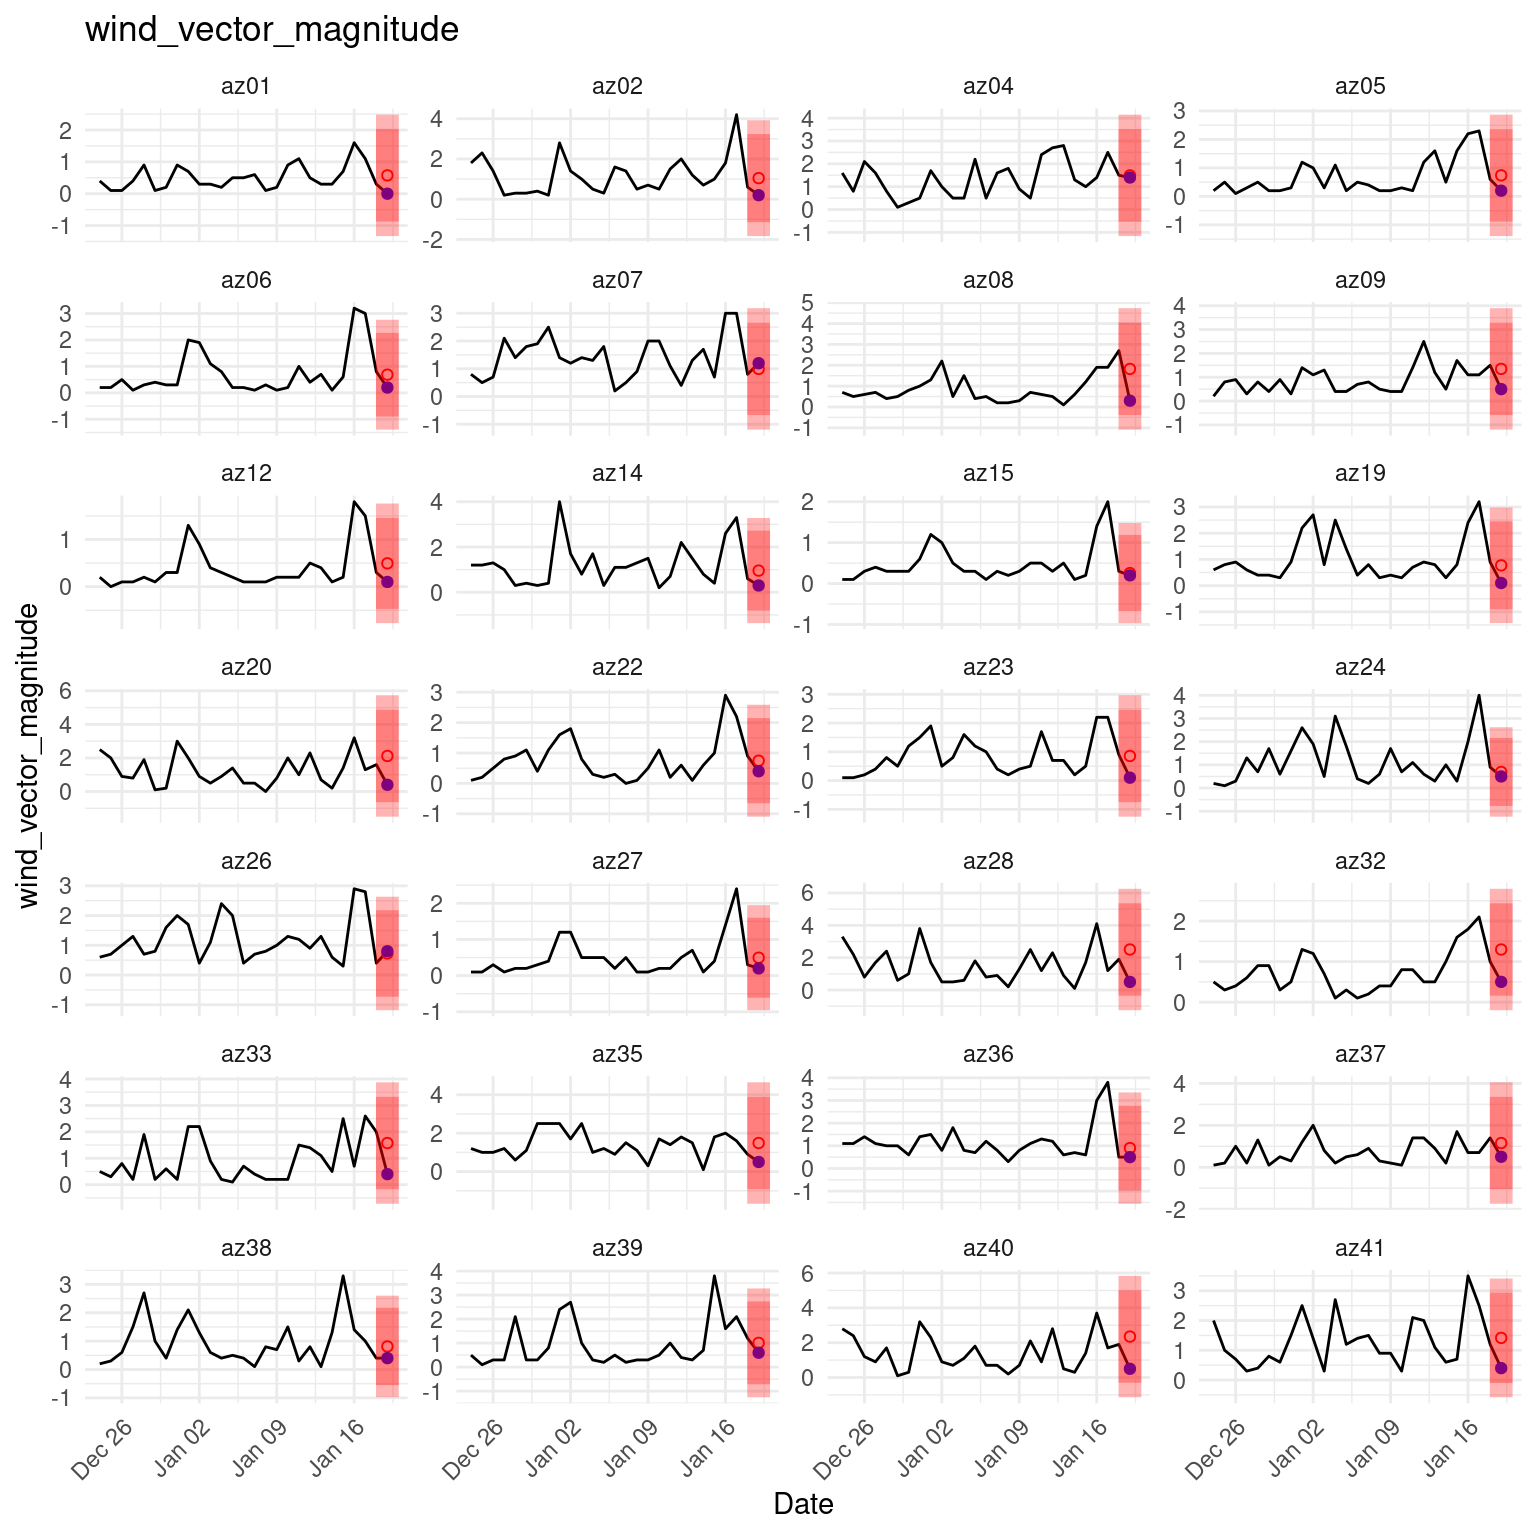 wind_vector_magnitude
az01 az02 az04 az05
2 1 0 -1
4 2 0 -2
4 3 2 1 0 -1
3 2 1 0 -1
az06 az07 az08 az09
3 2 1 0 -1
3 2 1 0 -1
5 4 3 2 1 0 -1
4 3 2 1 0 -1
az12 az14 az15 az19
1 0
4 2 0
2 1 0 -1
3 2 1 0 -1
az20 az22 az23 az24
6 4 2 0
3 2 1 0 -1
3 2 1 0 -1
4 3 2 1 0 -1
az26 az27 az28 az32
3 2 1 0 -1
2 1 0 -1
6 4 2 0
2 1 0
az33 az35 az36 az37
4 3 2 1 0
4 2 0
4 3 2 1 0 -1
4 2 0 -2
az38 az39 az40 az41
3 2 1 0 -1
4 3 2 1 0 -1
6 4 2 0
3 2 1 0
wind_vector_magnitude
Dec 26 Jan 02 Jan 09 Jan 16
Dec 26 Jan 02 Jan 09 Jan 16
Dec 26 Jan 02 Jan 09 Jan 16
Dec 26 Jan 02 Jan 09 Jan 16
Date